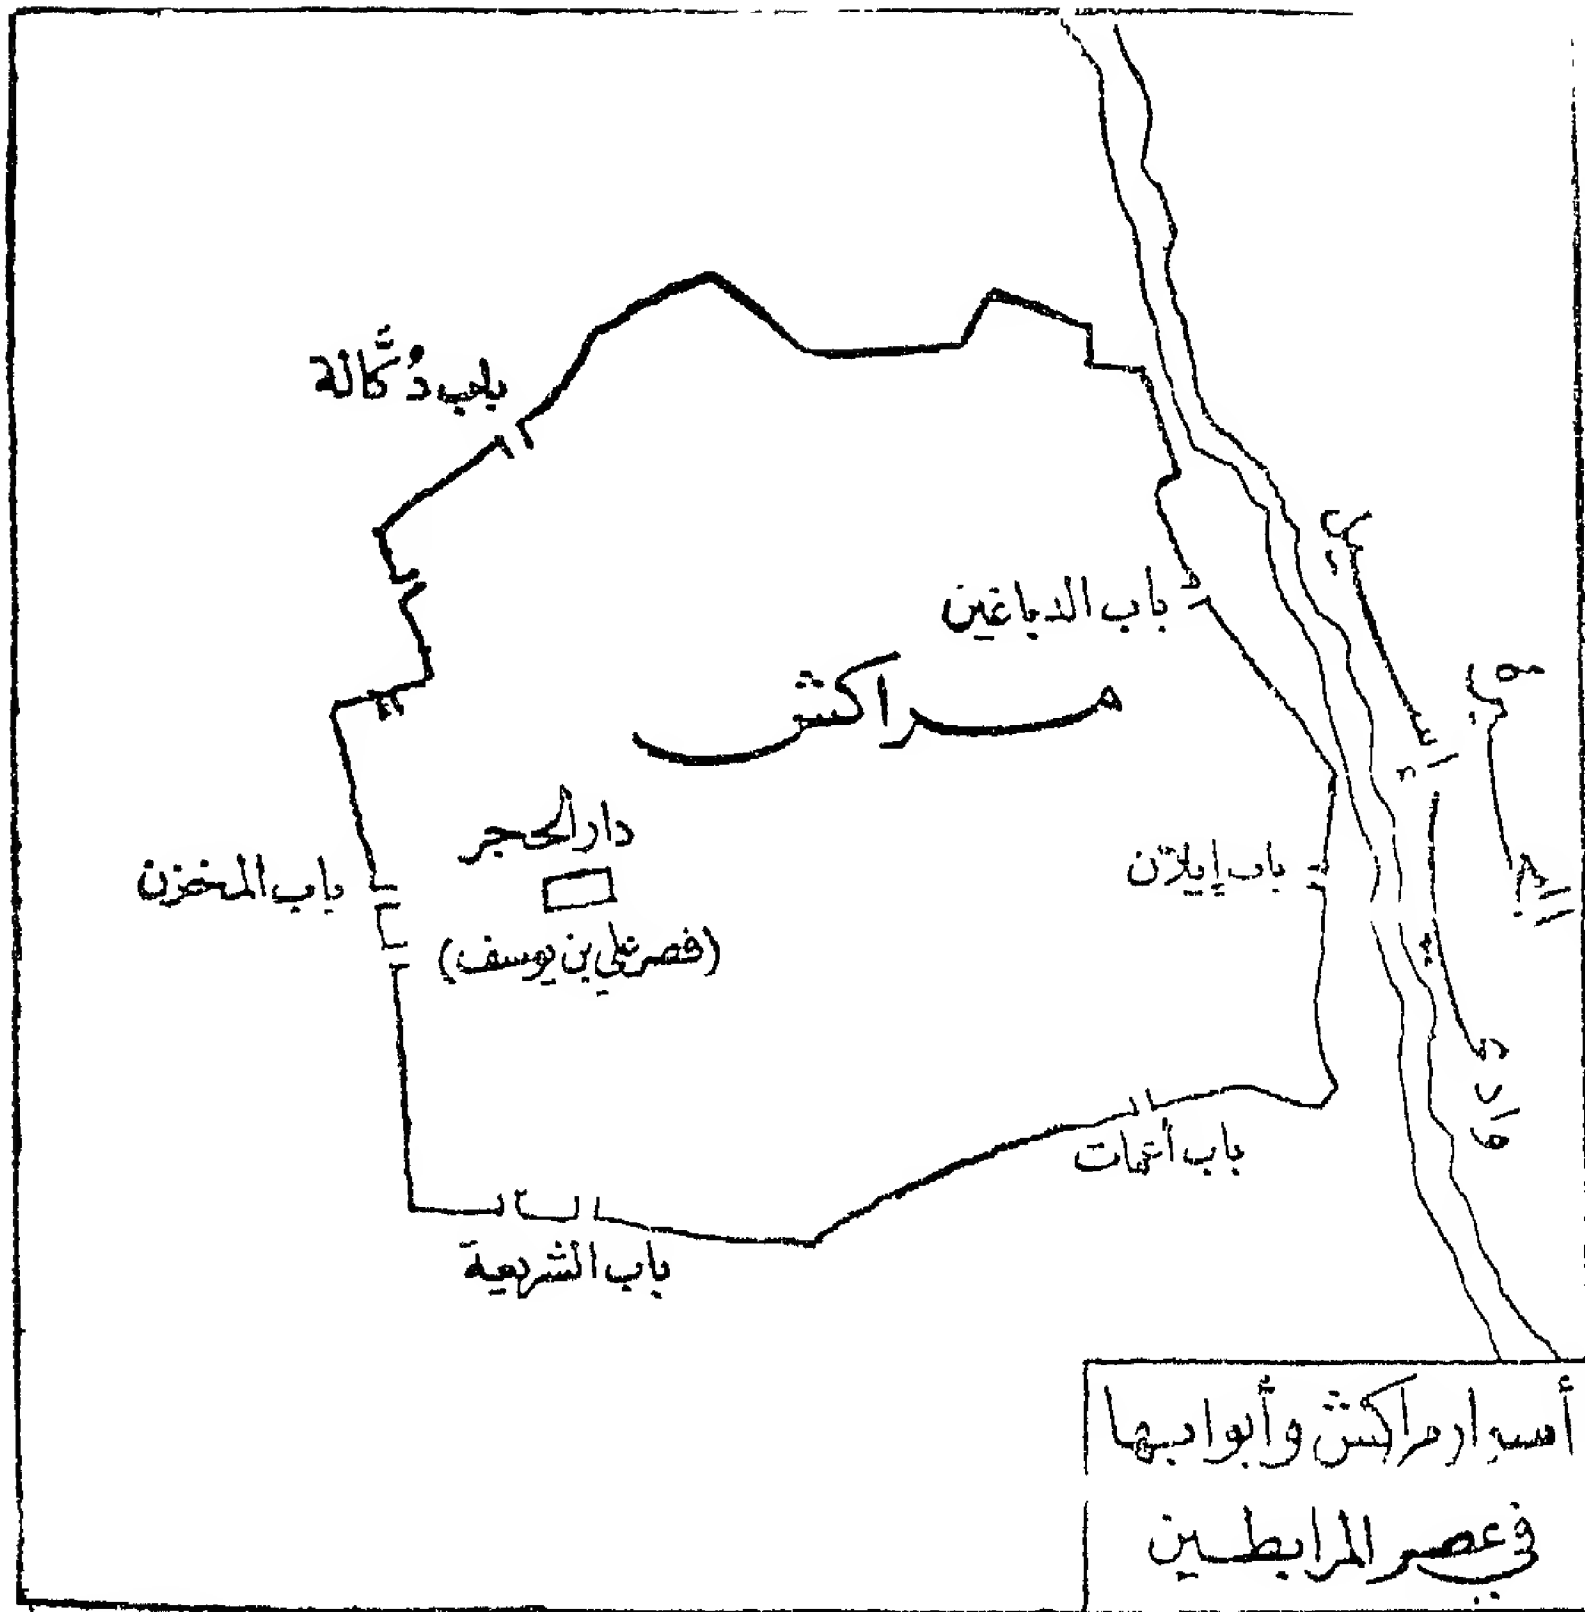 باب دُكَّالة
باب الدباغين
مراكش
دار الحجر
(قصر علي بن يوسف)
باب المخزن
باب إيلان
باب أغمات
باب الشريعة
أسوار مراكش وأبوابها
في عصر المرابطين